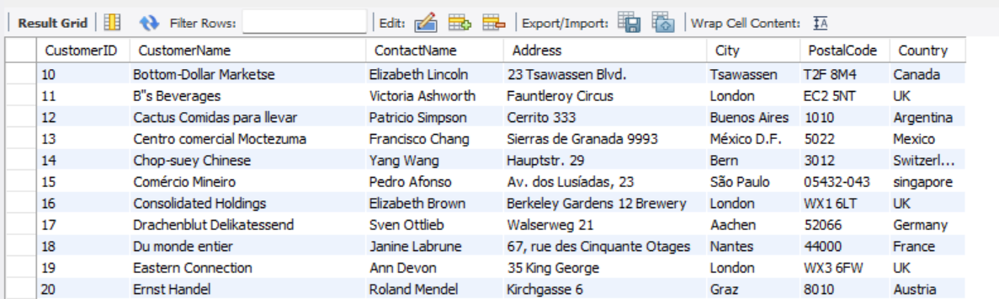 Result Grid Filter Rows: Edit: Export/Import: Wrap Cell Content: IA
CustomerID CustomerName ContactName Address City PostalCode Country
10 Bottom-Dollar Marketse Elizabeth Lincoln 23 Tsawassen Blvd. Tsawassen T2F 8M4 Canada
11 B"s Beverages Victoria Ashworth Fauntleroy Circus London EC2 5NT UK
12 Cactus Comidas para llevar Patricio Simpson Cerrito 333 Buenos Aires 1010 Argentina
13 Centro comercial Moctezuma Francisco Chang Sierras de Granada 9993 México D.F. 5022 Mexico
14 Chop-suey Chinese Yang Wang Hauptstr. 29 Bern 3012 Switzerl...
15 Comércio Mineiro Pedro Afonso Av. dos Lusíadas, 23 São Paulo 05432-043 singapore
16 Consolidated Holdings Elizabeth Brown Berkeley Gardens 12 Brewery London WX1 6LT UK
17 Drachenblut Delikatessend Sven Ottlieb Walserweg 21 Aachen 52066 Germany
18 Du monde entier Janine Labrune 67, rue des Cinquante Otages Nantes 44000 France
19 Eastern Connection Ann Devon 35 King George London WX3 6FW UK
20 Ernst Handel Roland Mendel Kirchgasse 6 Graz 8010 Austria